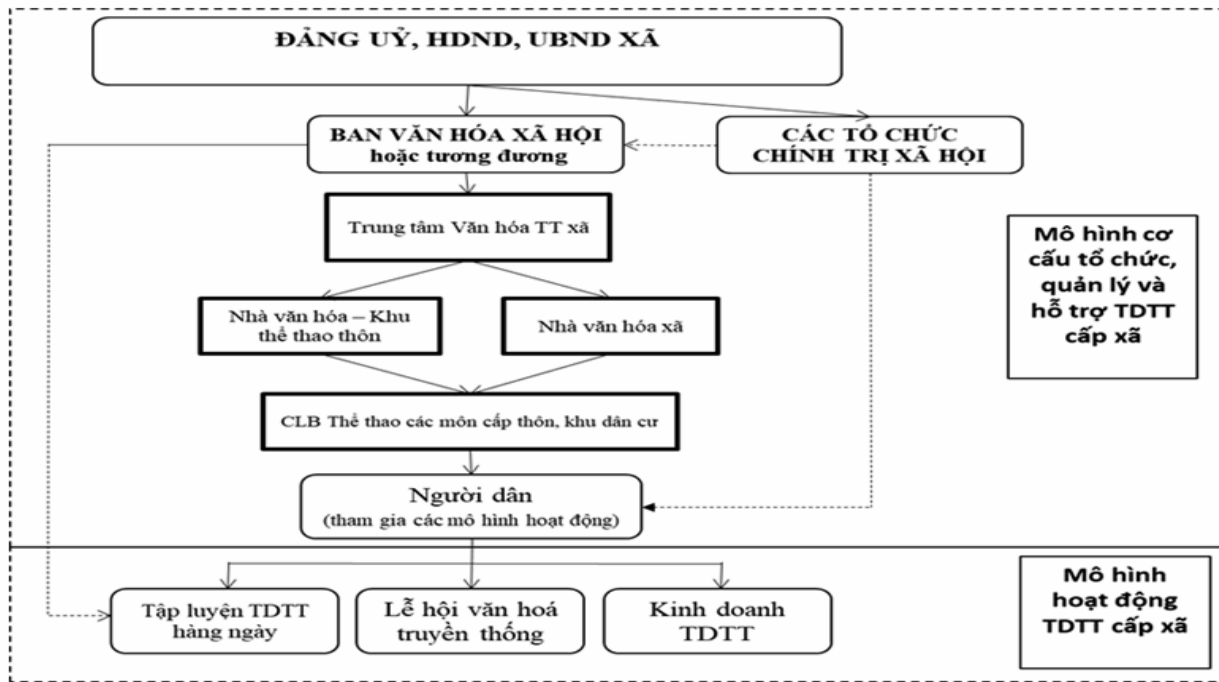 ĐẢNG UỶ, HDND, UBND XÃ
BAN VĂN HÓA XÃ HỘI
hoặc tương đương
CÁC TỔ CHỨC
CHÍNH TRỊ XÃ HỘI
Trung tâm Văn hóa TT xã
Mô hình cơ
cấu tổ chức,
quản lý và
hỗ trợ TDTT
cấp xã
Nhà văn hóa – Khu
thể thao thôn
Nhà văn hóa xã
CLB Thể thao các môn cấp thôn, khu dân cư
Người dân
(tham gia các mô hình hoạt động)
Tập luyện TDTT
hàng ngày
Lễ hội văn hoá
truyền thống
Kinh doanh
TDTT
Mô hình
hoạt động
TDTT cấp xã